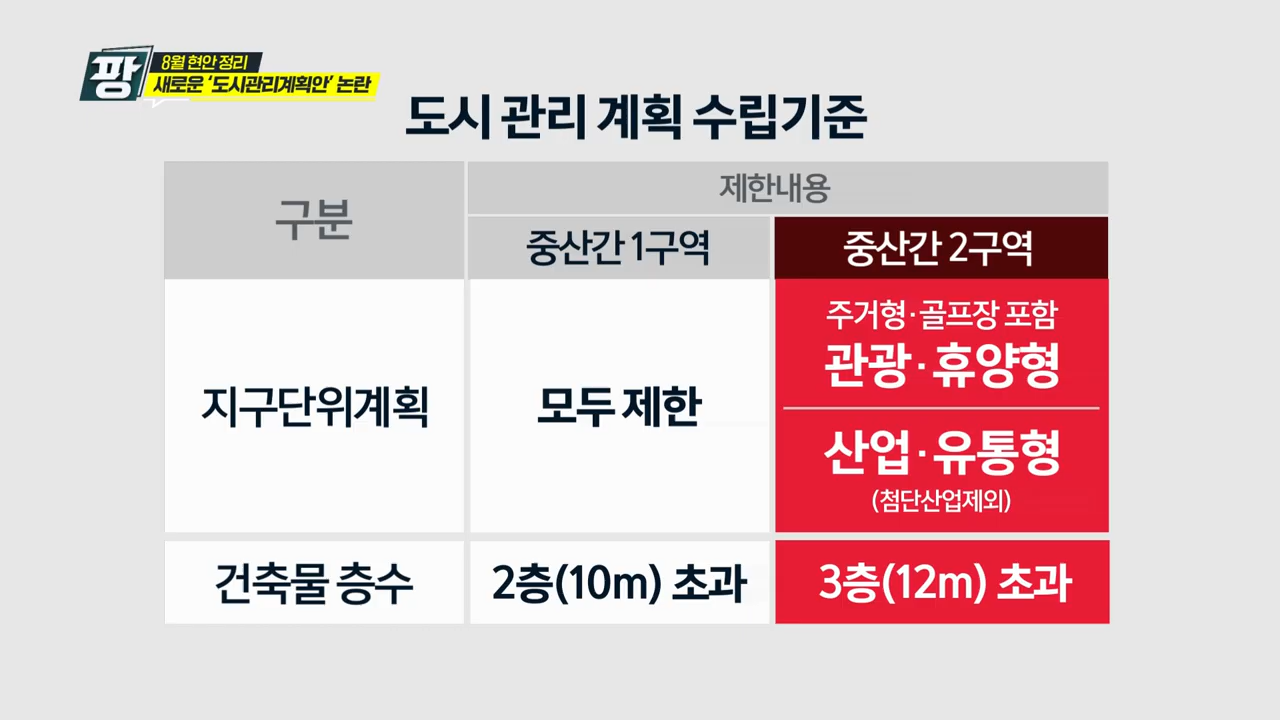 팡
8월 현안 정리
새로운 ‘도시관리계획안’ 논란
도시 관리 계획 수립기준
구분
제한내용
중산간 1구역
중산간 2구역
지구단위계획
모두 제한
주거형·골프장 포함
관광·휴양형
산업·유통형
(첨단산업제외)
건축물 층수
2층(10m) 초과
3층(12m) 초과